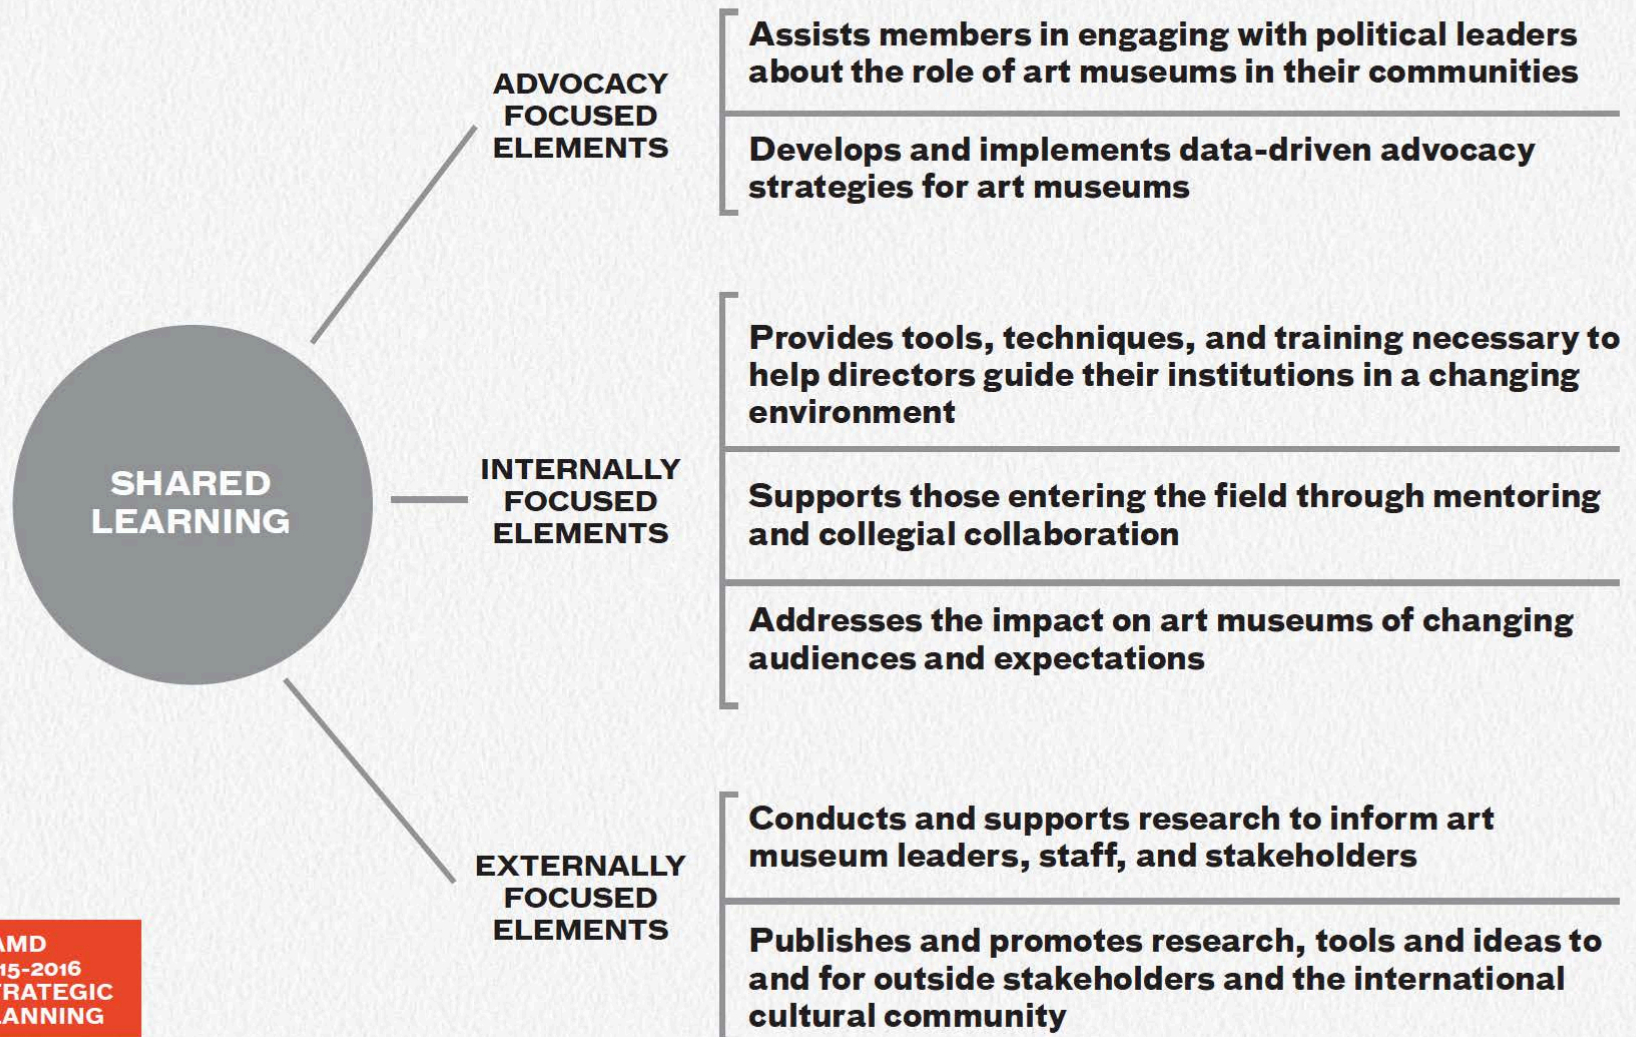 ADVOCACY
FOCUSED
ELEMENTS
Assists members in engaging with political leaders
about the role of art museums in their communities
Develops and implements data-driven advocacy
strategies for art museums
SHARED
LEARNING
INTERNALLY
FOCUSED
ELEMENTS
Provides tools, techniques, and training necessary to
help directors guide their institutions in a changing
environment
Supports those entering the field through mentoring
and collegial collaboration
Addresses the impact on art museums of changing
audiences and expectations
EXTERNALLY
FOCUSED
ELEMENTS
Conducts and supports research to inform art
museum leaders, staff, and stakeholders
Publishes and promotes research, tools and ideas to
and for outside stakeholders and the international
cultural community
AMD
15-2016
TRATEGIC
ANNING